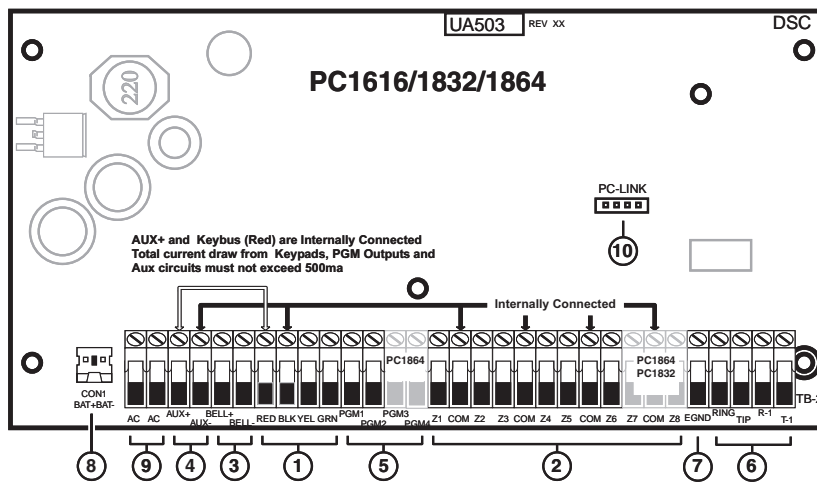 UA503 REV XX DSC
PC1616/1832/1864
220
PC-LINK
10
AUX+ and Keybus (Red) are Internally Connected
Total current draw from Keypads, PGM Outputs and
Aux circuits must not exceed 500ma
Internally Connected
PC1864
PC1864
PC1832
CON1
BAT+BAT-
AC AC AUX+ AUX- BELL+ BELL- RED BLK YEL GRN PGM1 PGM2 PGM3 PGM4 Z1 COM Z2 Z3 COM Z4 Z5 COM Z6 Z7 COM Z8 EGND RING TIP R-1 T-1
8 9 4 3 1 5 2 7 6